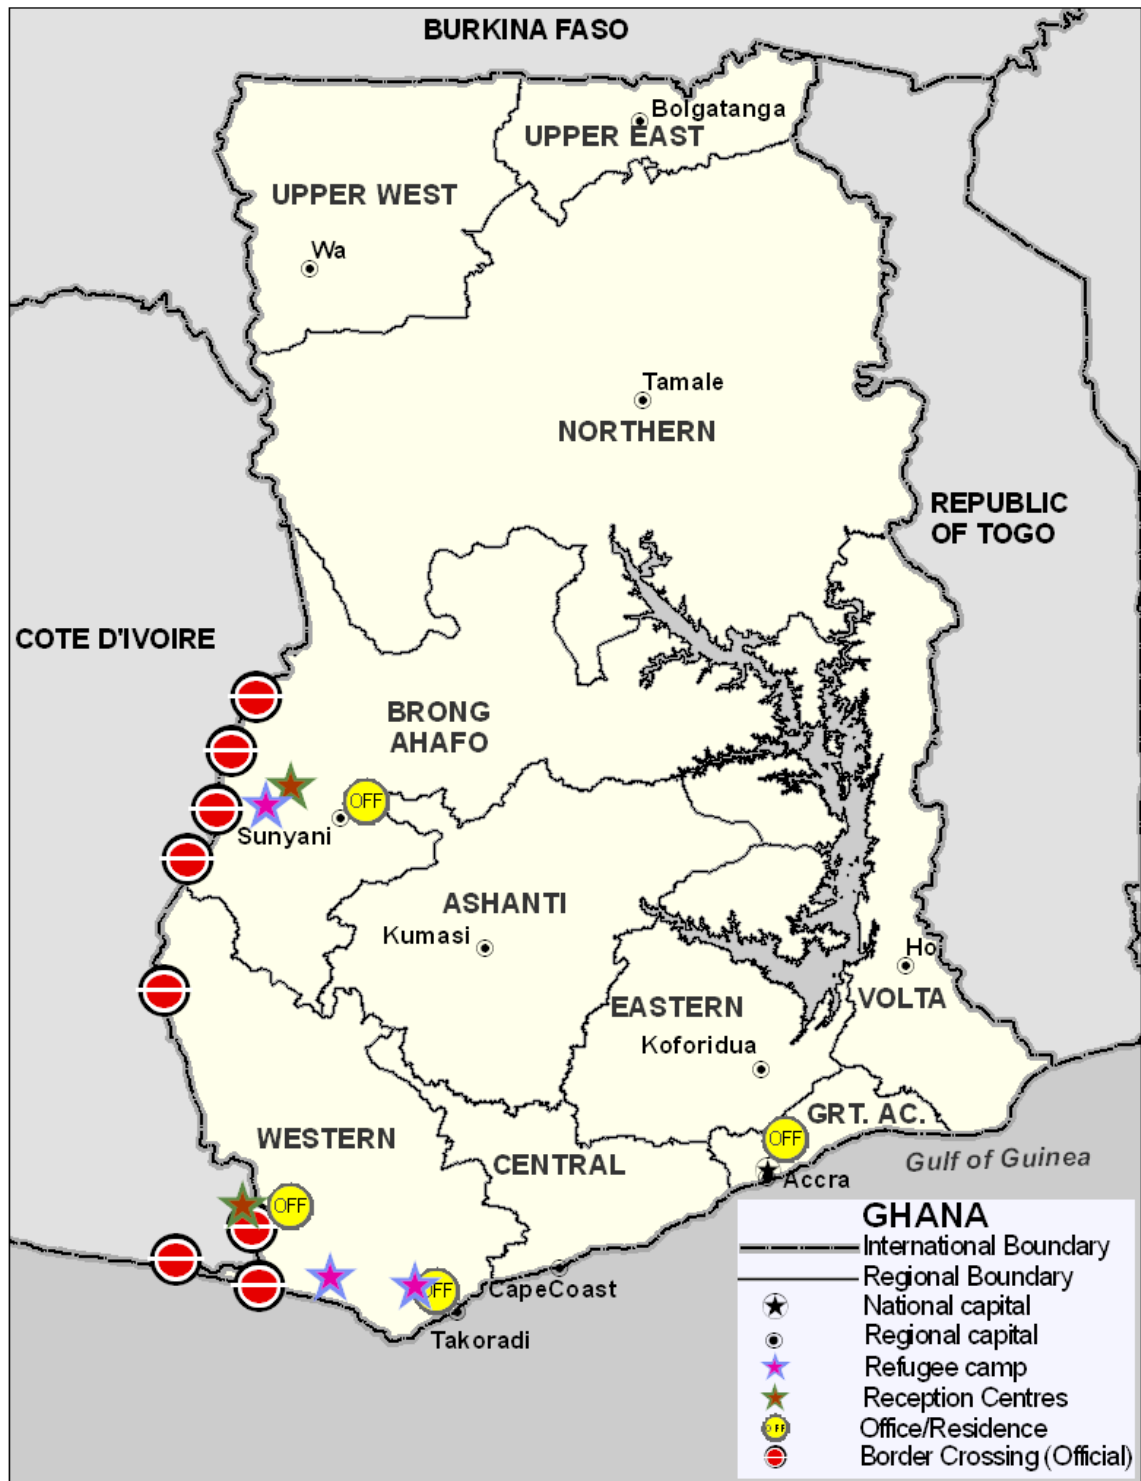 BURKINA FASO
Bolgatanga
UPPER EAST
UPPER WEST
Wa
Tamale
NORTHERN
REPUBLIC
OF TOGO
COTE D'IVOIRE
BRONG
AHAFO
OFF
Sunyani
ASHANTI
Kumasi
Ho
VOLTA
EASTERN
Koforidua
GRT. AC.
WESTERN
OFF
CENTRAL
Gulf of Guinea
Accra
OFF
CapeCoast
OFF
Takoradi
GHANA
International Boundary
Regional Boundary
National capital
Regional capital
Refugee camp
Reception Centres
OFF
Office/Residence
Border Crossing (Official)